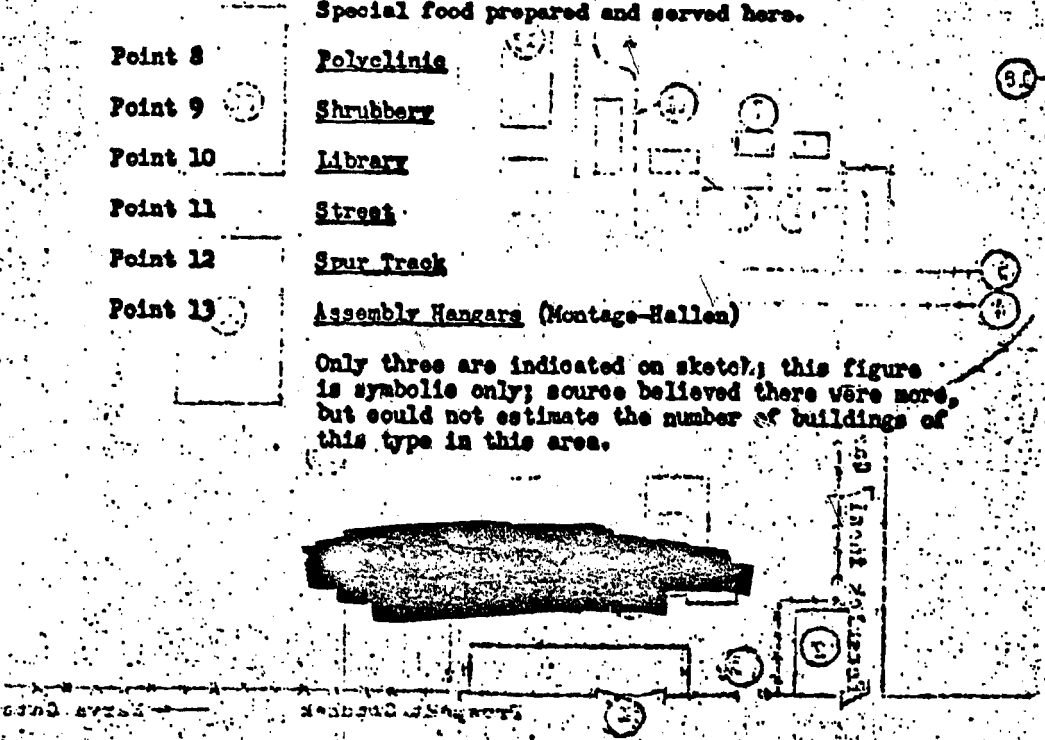 Special food prepared and served here.
Point 8 Polyclinic
Point 9 Shrubbery
Point 10 Library
Point 11 Street
Point 12 Spur Track
Point 13 Assembly Hangars (Montage-Hallen)
Only three are indicated on sketch; this figure
is symbolic only; source believed there were more,
but could not estimate the number of buildings of
this type in this area.